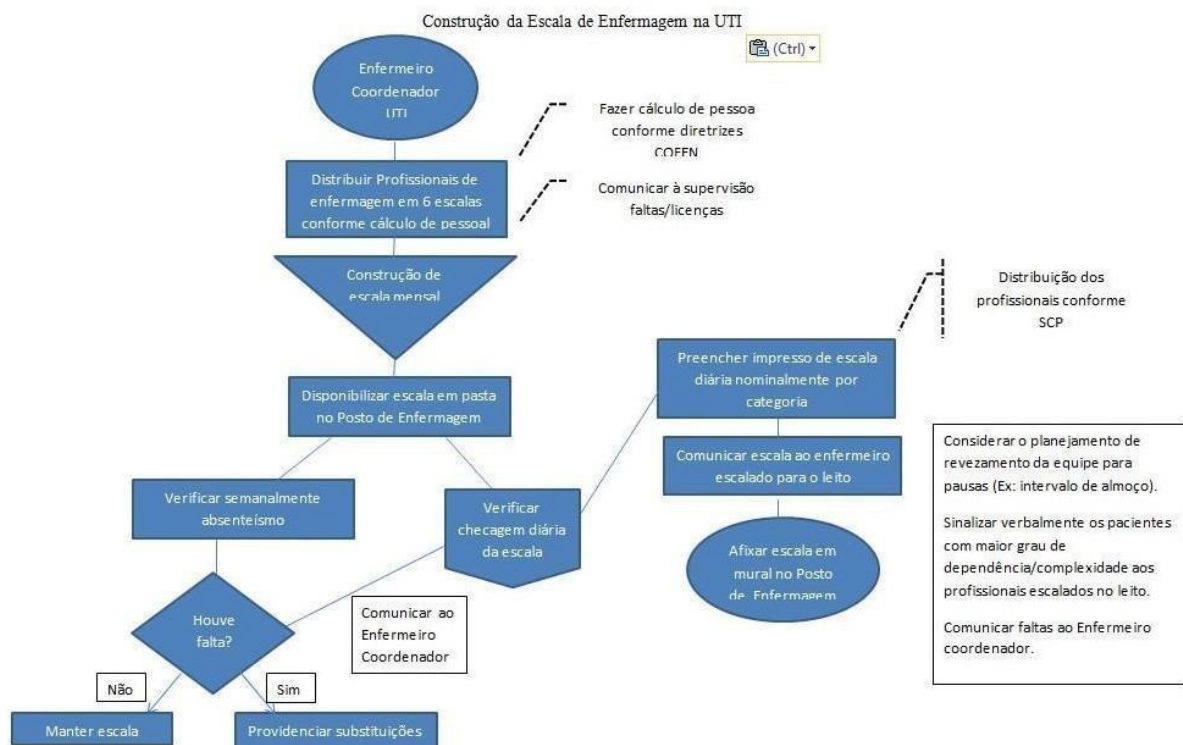 Construção da Escala de Enfermagem na UTI
(Ctrl)
Enfermeiro
Coordenador
UTI
Fazer cálculo de pessoa
conforme diretrizes
COFEN
Distribuir Profissionais de
enfermagem em 6 escalas
conforme cálculo de pessoal
Comunicar à supervisão
faltas/licenças
Construção de
escala mensal
Distribuição dos
profissionais conforme
SCP
Disponibilizar escala em pasta
no Posto de Enfermagem
Preencher impresso de escala
diária nominalmente por
categoria
Verificar semanalmente
absenteísmo
Verificar
checagem diária
da escala
Comunicar escala ao enfermeiro
escalado para o leito
Afixar escala em
mural no Posto
de Enfermagem
Considerar o planejamento de
revezamento da equipe para
pausas (Ex: intervalo de almoço).
Sinalizar verbalmente os pacientes
com maior grau de
dependência/complexidade aos
profissionais escalados no leito.
Comunicar faltas ao Enfermeiro
coordenador.
Houve
falta?
Comunicar ao
Enfermeiro
Coordenador
Não
Sim
Manter escala
Providenciar substituições